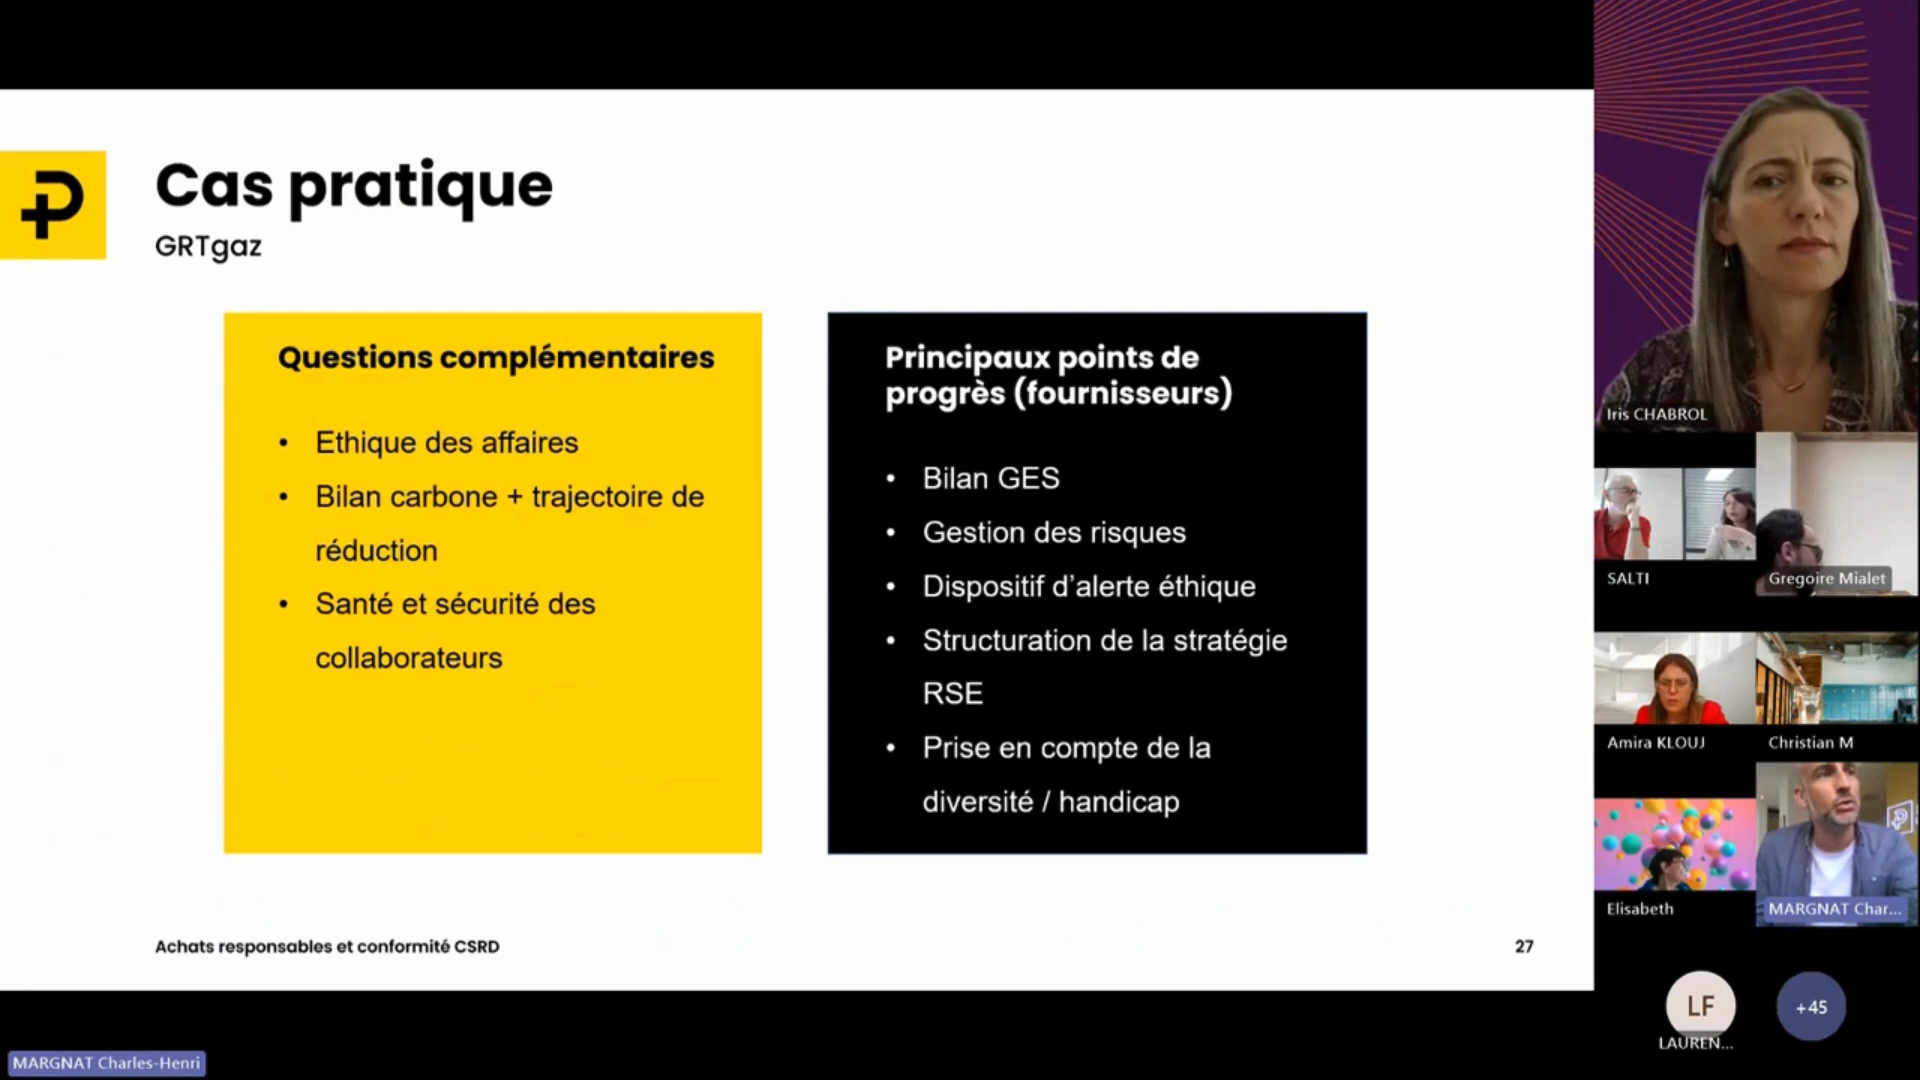 Cas pratique
GRTgaz
Questions complémentaires
• Ethique des affaires
• Bilan carbone + trajectoire de
réduction
• Santé et sécurité des
collaborateurs
Principaux points de
progrès (fournisseurs)
• Bilan GES
• Gestion des risques
• Dispositif d’alerte éthique
• Structuration de la stratégie
RSE
• Prise en compte de la
diversité / handicap
Achats responsables et conformité CSRD
27
Iris CHABROL
SALTI
Gregoire Mialet
Amira KLOUJ
Christian M
Elisabeth
MARGNAT Char...
LF
LAUREN...
+45
MARGNAT Charles-Henri